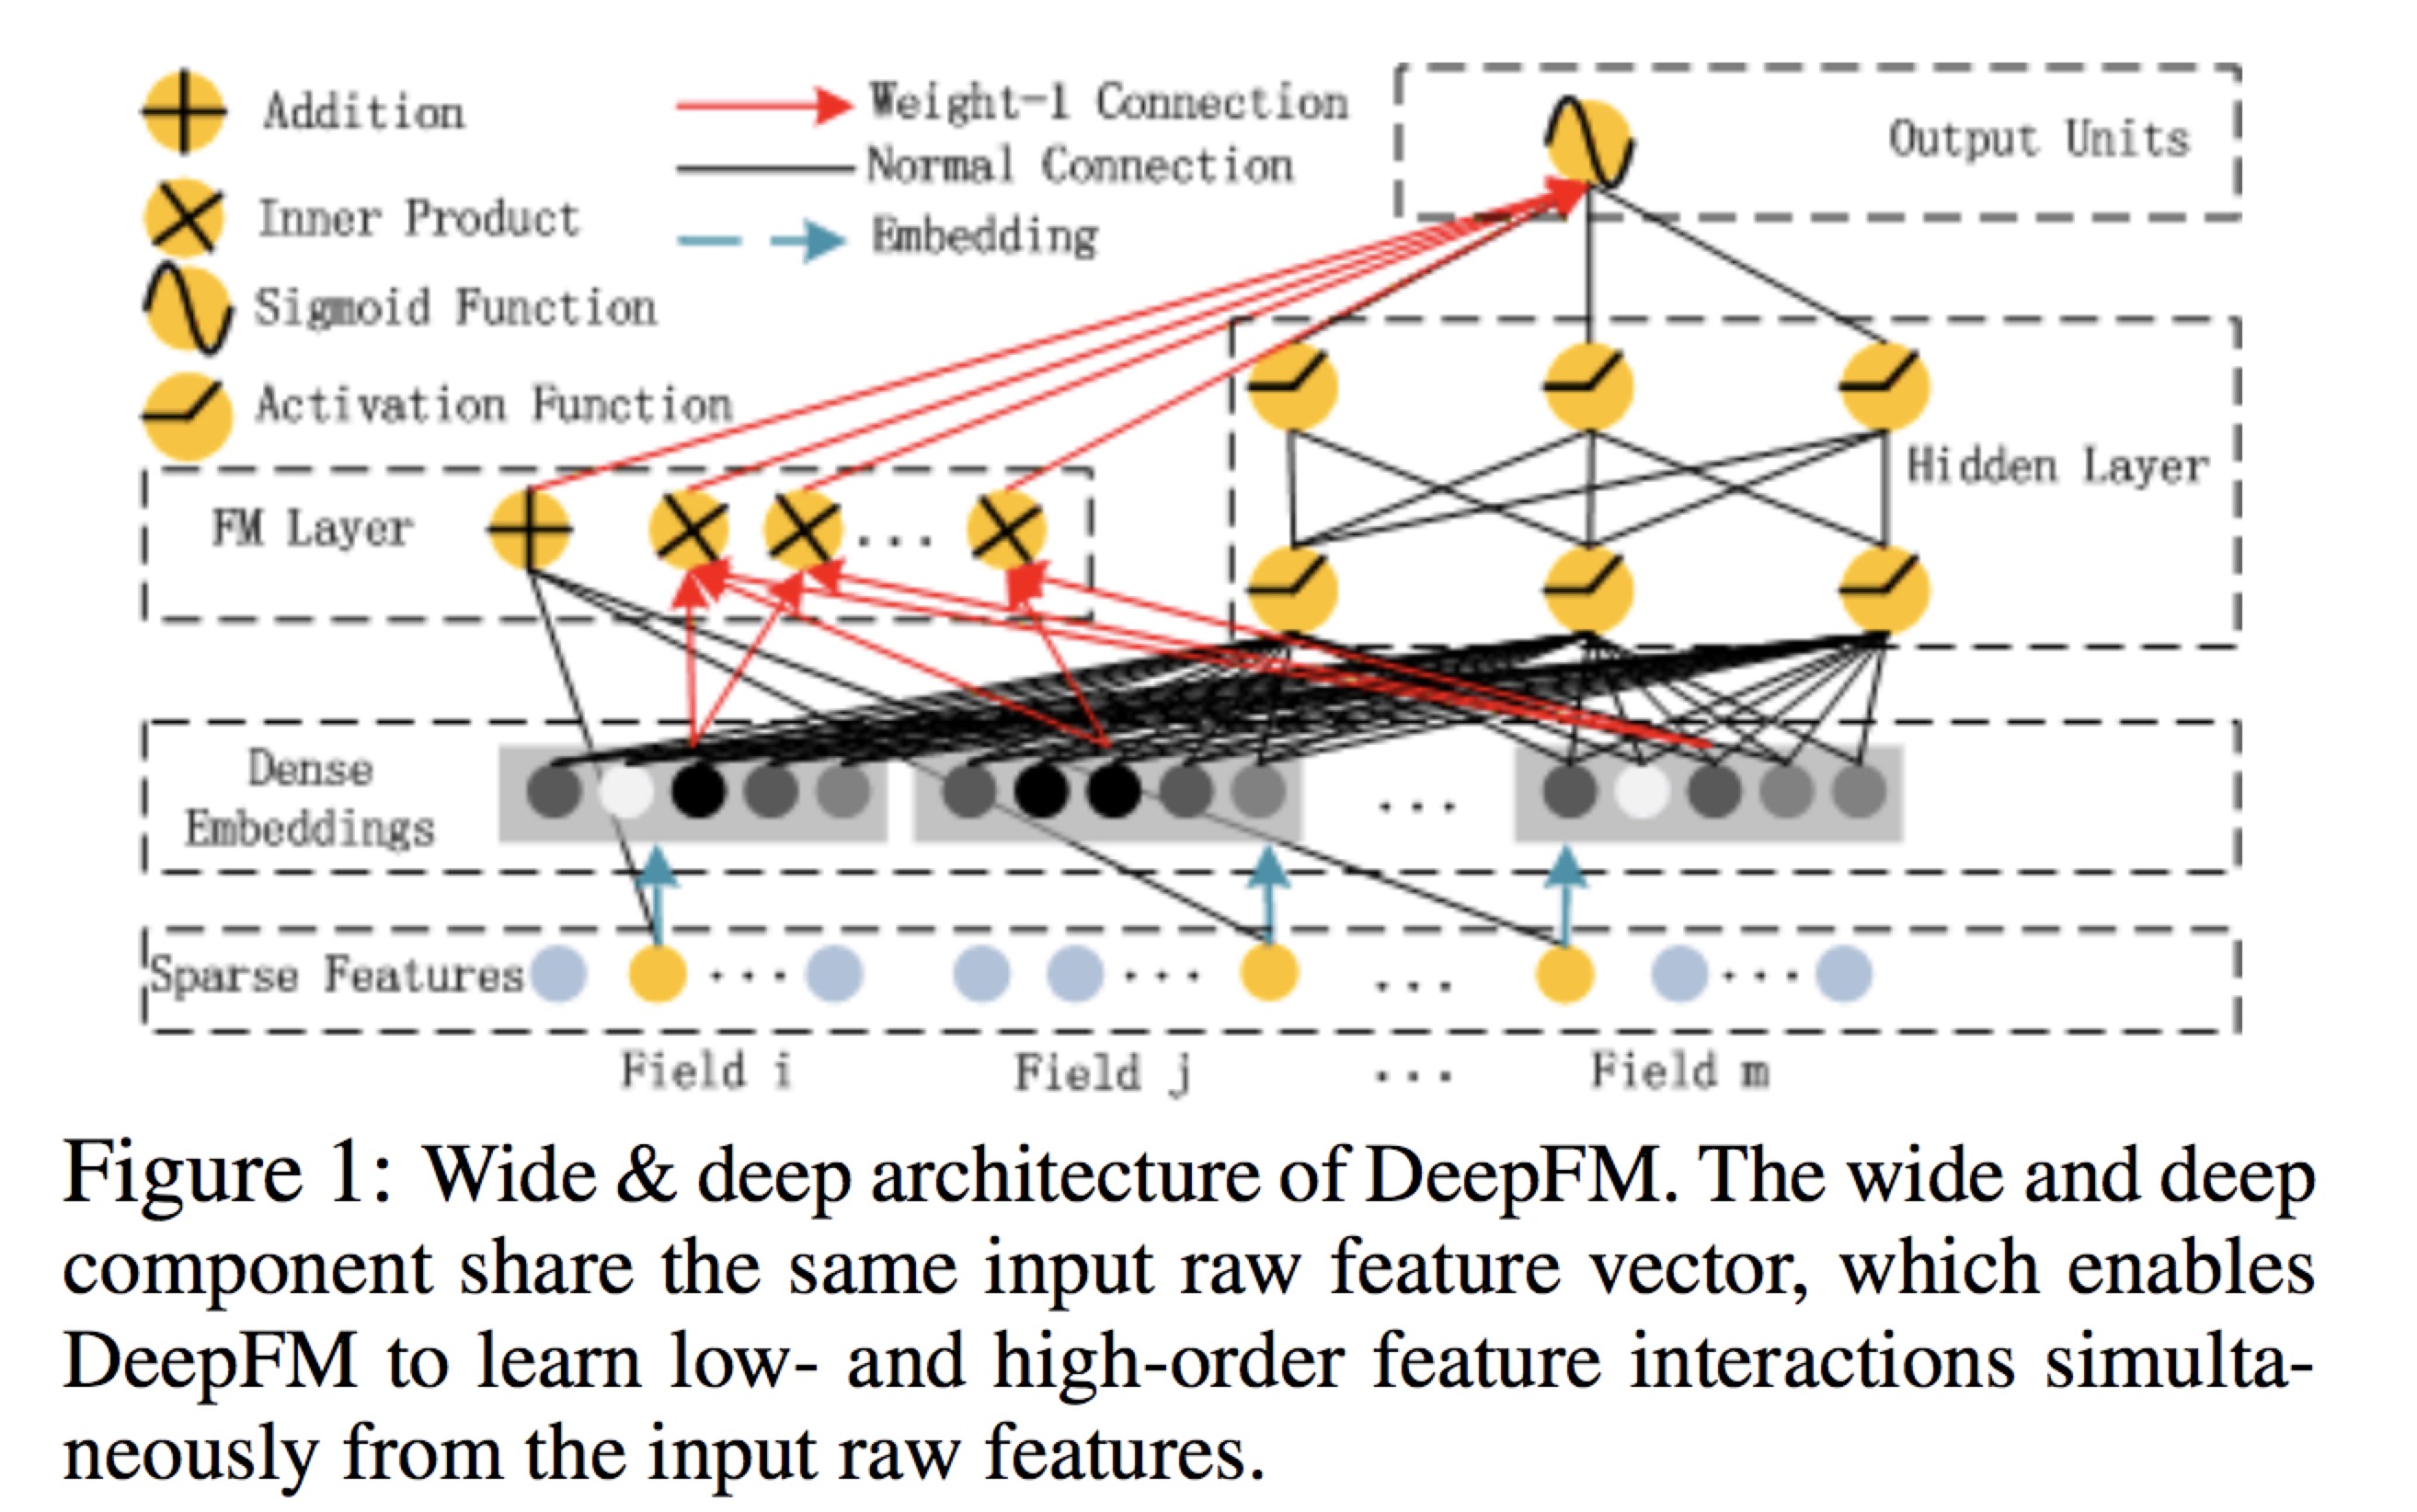 Addition
Inner Product
Sigmoid Function
Activation Function
Weight-1 Connection
Normal Connection
Embedding
Output Units
Hidden Layer
FM Layer
...
Dense
Embeddings
...
Sparse Features
...
...
...
...
Field i
Field j
...
Field m
Figure 1: Wide & deep architecture of DeepFM. The wide and deep
component share the same input raw feature vector, which enables
DeepFM to learn low- and high-order feature interactions simulta-
neously from the input raw features.